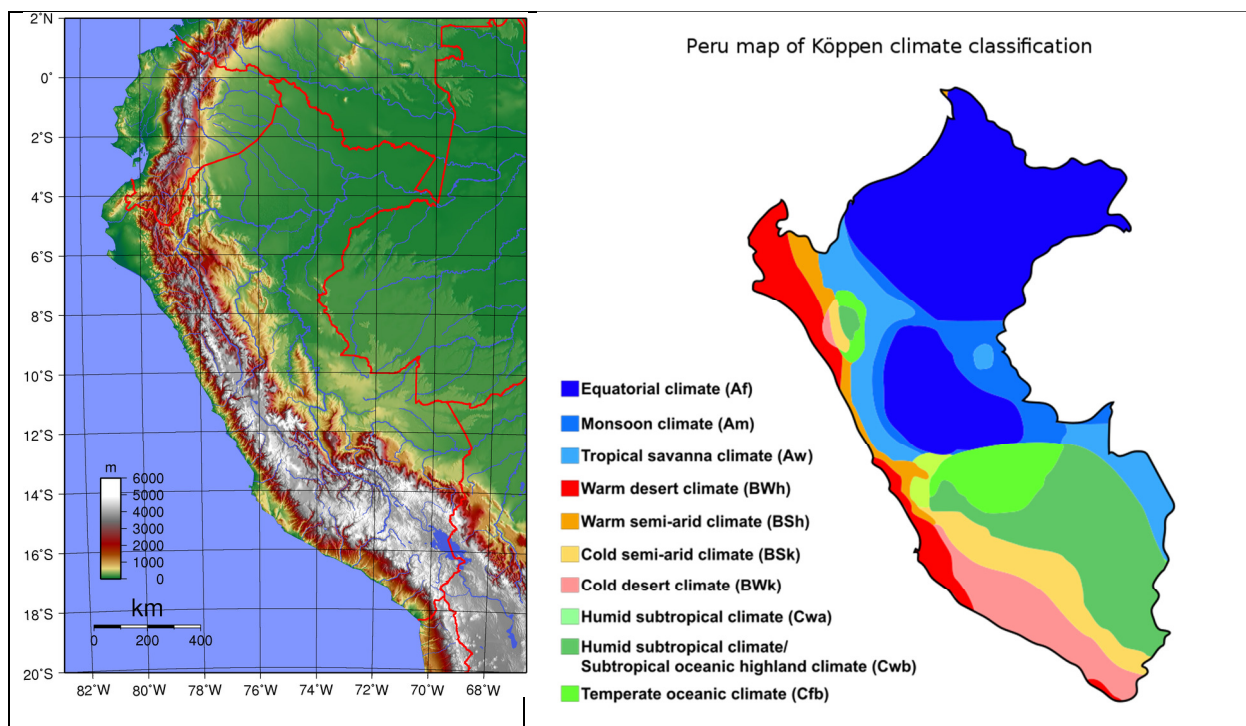 2˚N
0˚
2˚S
4˚S
6˚S
8˚S
10˚S
12˚S
14˚S
16˚S
18˚S
20˚S
m
6000
5000
4000
3000
2000
1000
0
km
0 200 400
82˚W 80˚W 78˚W 76˚W 74˚W 72˚W 70˚W 68˚W
Peru map of Köppen climate classification
Equatorial climate (Af)
Monsoon climate (Am)
Tropical savanna climate (Aw)
Warm desert climate (BWh)
Warm semi-arid climate (BSh)
Cold semi-arid climate (BSk)
Cold desert climate (BWk)
Humid subtropical climate (Cwa)
Humid subtropical climate/
Subtropical oceanic highland climate (Cwb)
Temperate oceanic climate (Cfb)